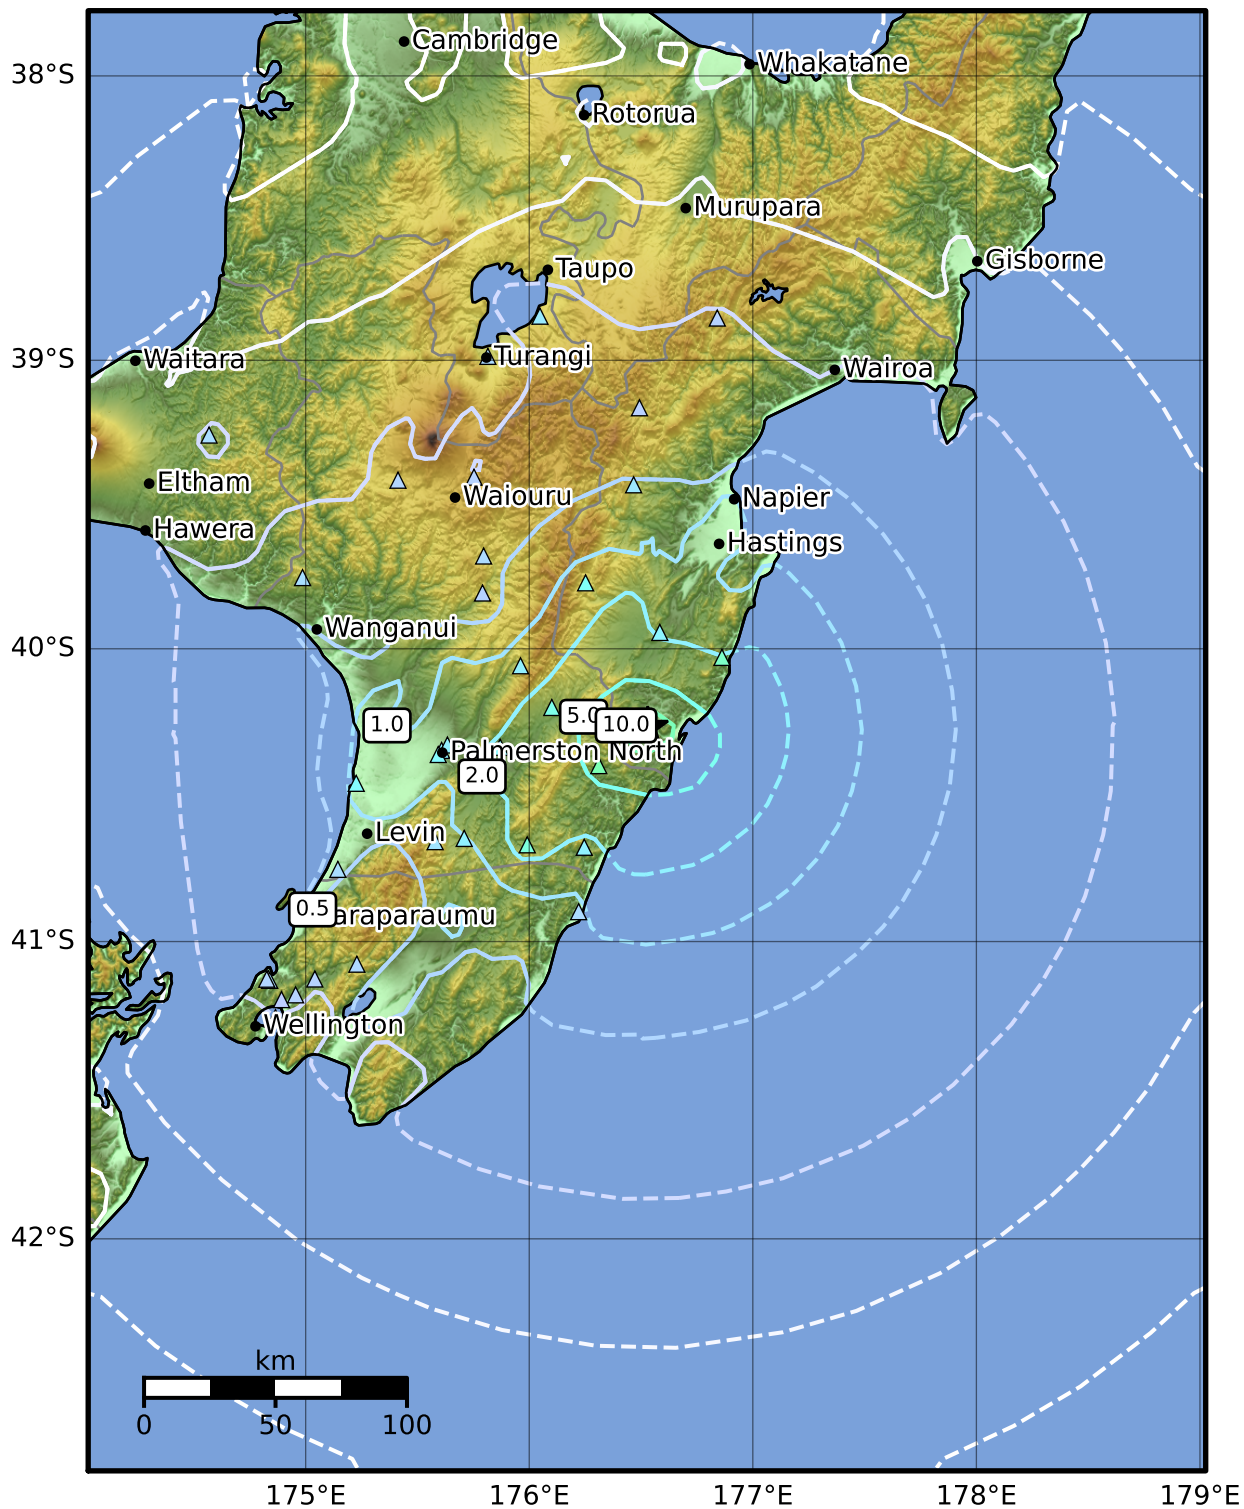 Cambridge
Whakatane
38°S
Rotorua
Murupara
Gisborne
Taupo
Turangi
Waitara
39°S
Wairoa
Eltham
Waiouru
Napier
Hawera
Hastings
Wanganui
40°S
1.0
5.0
10.0
Palmerston North
2.0
Levin
0.5
araparaumu
41°S
Wellington
42°S
km
0 50 100
175°E 176°E 177°E 178°E 179°E